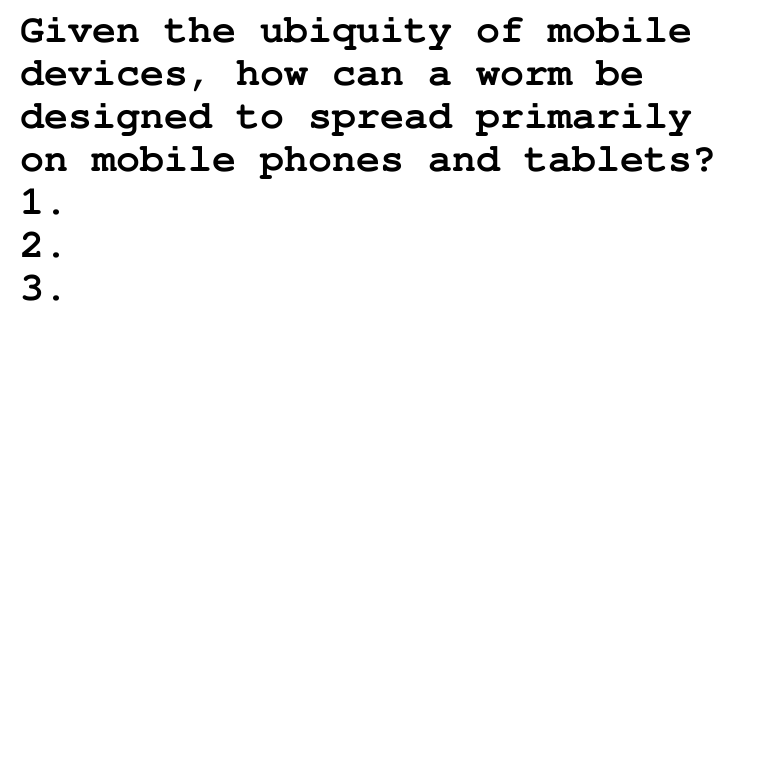 Given the ubiquity of mobile
devices, how can a worm be
designed to spread primarily
on mobile phones and tablets?
1.
2.
3.